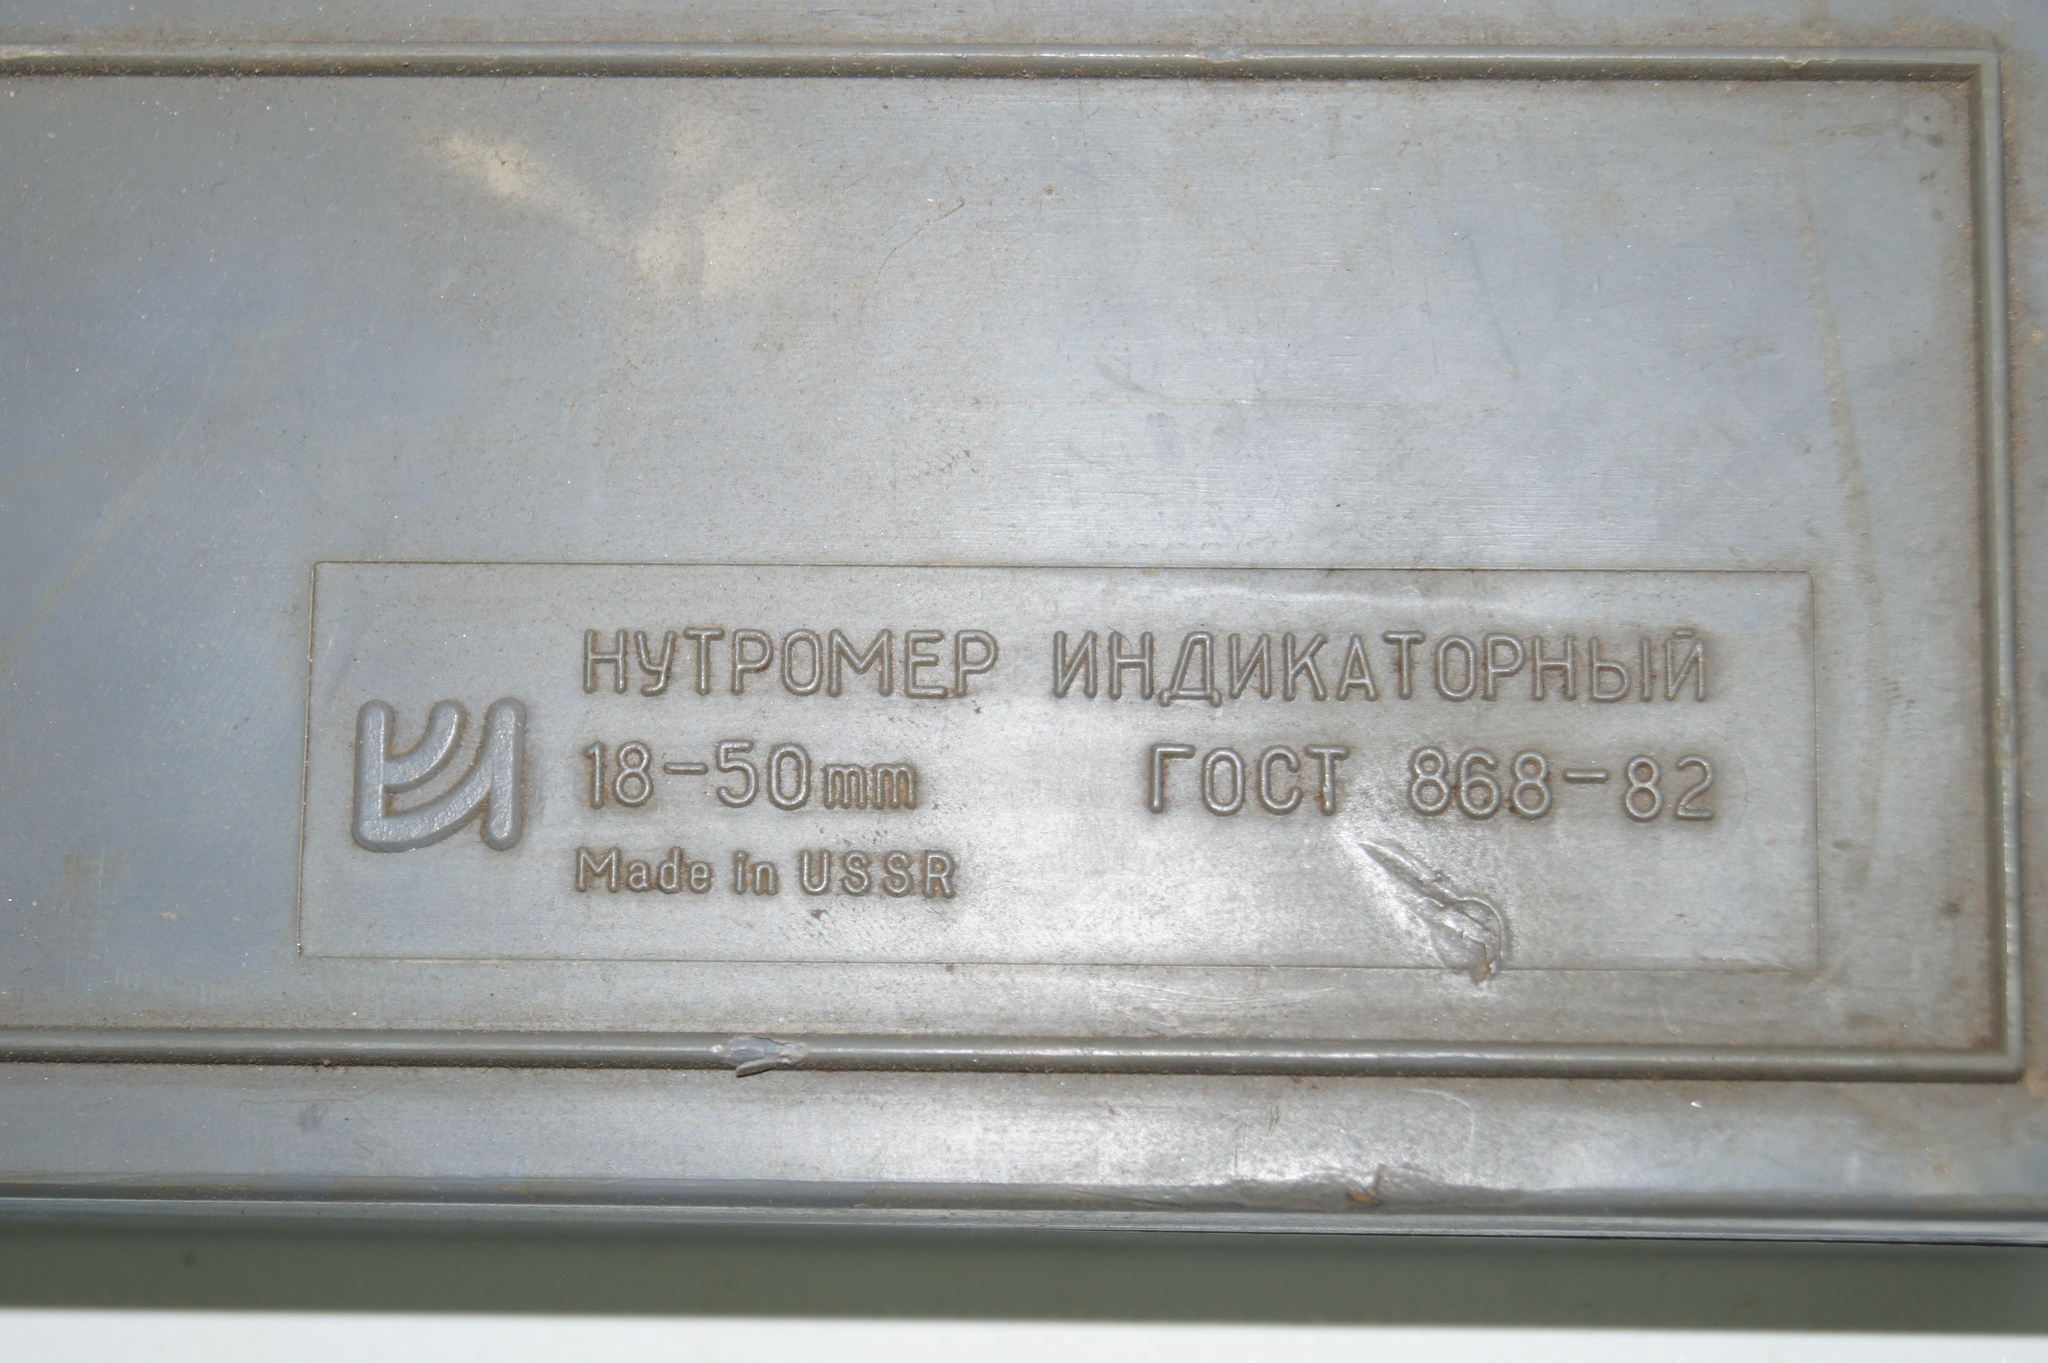 НУТРОМЕР ИНДИКАТОРНЫЙ
18-50mm ГОСТ 868-82
Made in USSR